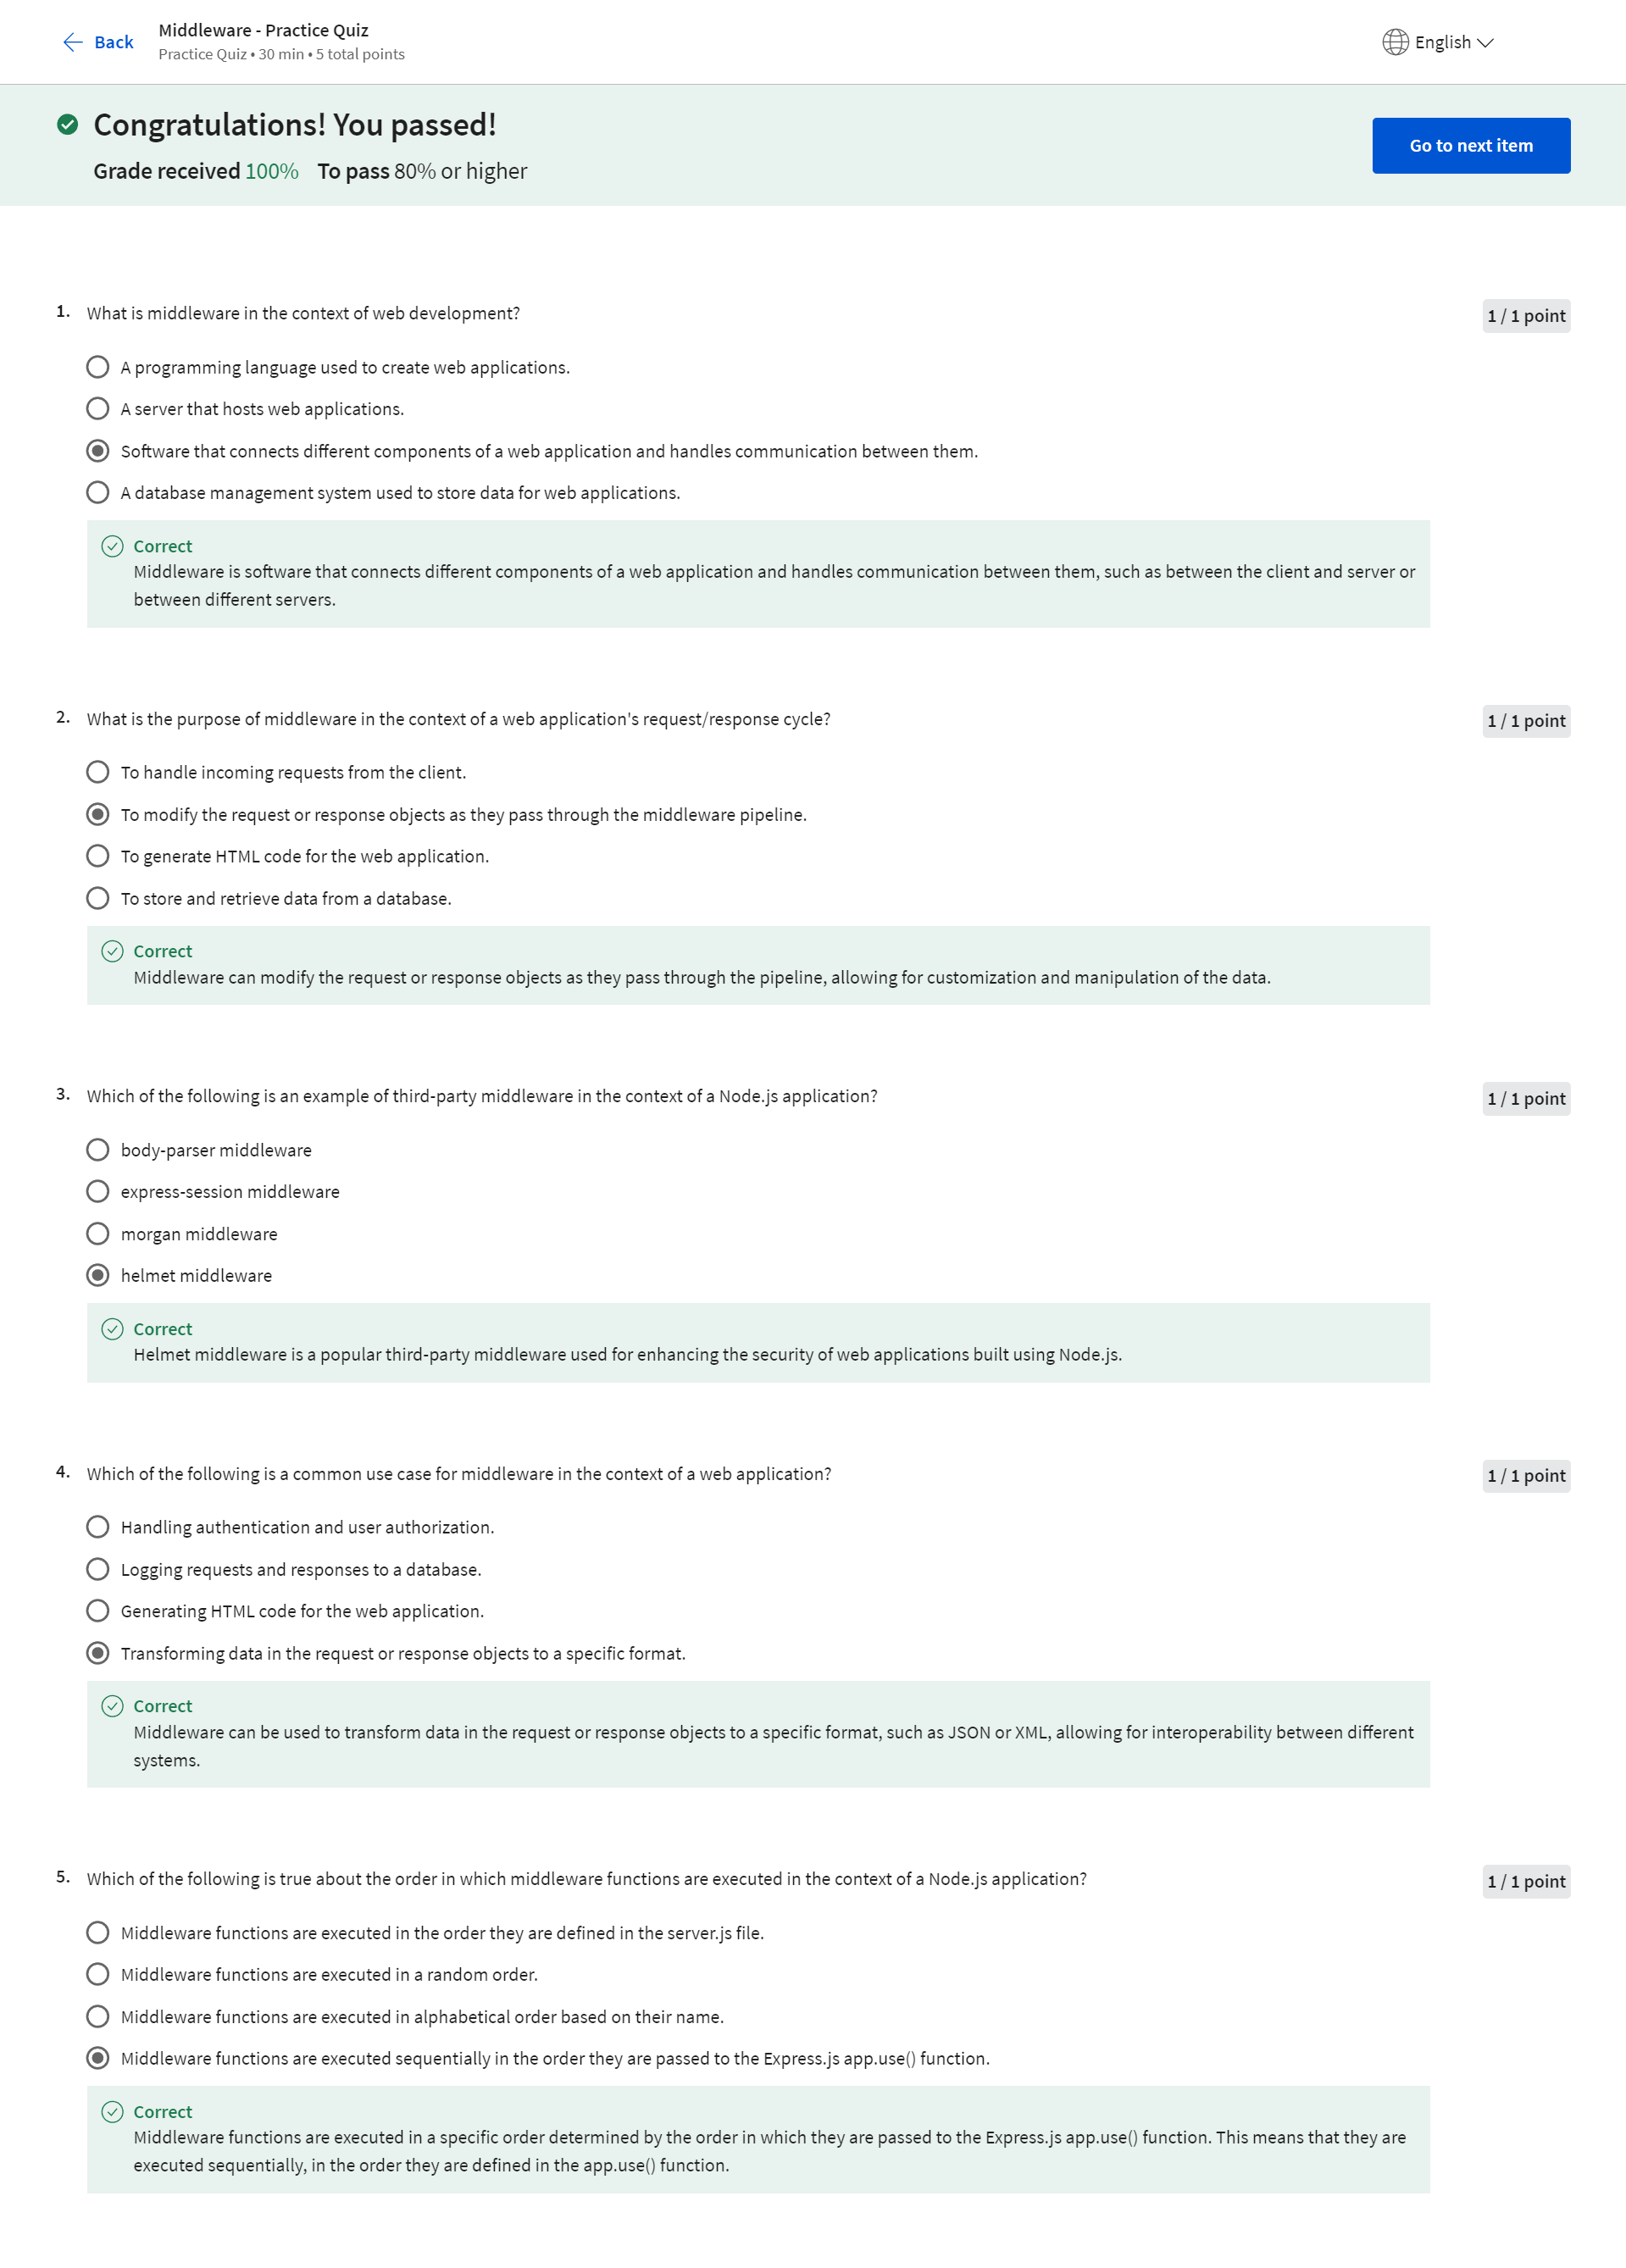 Back
Middleware - Practice Quiz
Practice Quiz • 30 min • 5 total points
English
Congratulations! You passed!
Grade received 100% To pass 80% or higher
Go to next item
1. What is middleware in the context of web development?
1 / 1 point
A programming language used to create web applications.
A server that hosts web applications.
Software that connects different components of a web application and handles communication between them.
A database management system used to store data for web applications.
Correct
Middleware is software that connects different components of a web application and handles communication between them, such as between the client and server or
between different servers.
2. What is the purpose of middleware in the context of a web application's request/response cycle?
1 / 1 point
To handle incoming requests from the client.
To modify the request or response objects as they pass through the middleware pipeline.
To generate HTML code for the web application.
To store and retrieve data from a database.
Correct
Middleware can modify the request or response objects as they pass through the pipeline, allowing for customization and manipulation of the data.
3. Which of the following is an example of third-party middleware in the context of a Node.js application?
1 / 1 point
body-parser middleware
express-session middleware
morgan middleware
helmet middleware
Correct
Helmet middleware is a popular third-party middleware used for enhancing the security of web applications built using Node.js.
4. Which of the following is a common use case for middleware in the context of a web application?
1 / 1 point
Handling authentication and user authorization.
Logging requests and responses to a database.
Generating HTML code for the web application.
Transforming data in the request or response objects to a specific format.
Correct
Middleware can be used to transform data in the request or response objects to a specific format, such as JSON or XML, allowing for interoperability between different
systems.
5. Which of the following is true about the order in which middleware functions are executed in the context of a Node.js application?
1 / 1 point
Middleware functions are executed in the order they are defined in the server.js file.
Middleware functions are executed in a random order.
Middleware functions are executed in alphabetical order based on their name.
Middleware functions are executed sequentially in the order they are passed to the Express.js app.use() function.
Correct
Middleware functions are executed in a specific order determined by the order in which they are passed to the Express.js app.use() function. This means that they are
executed sequentially, in the order they are defined in the app.use() function.